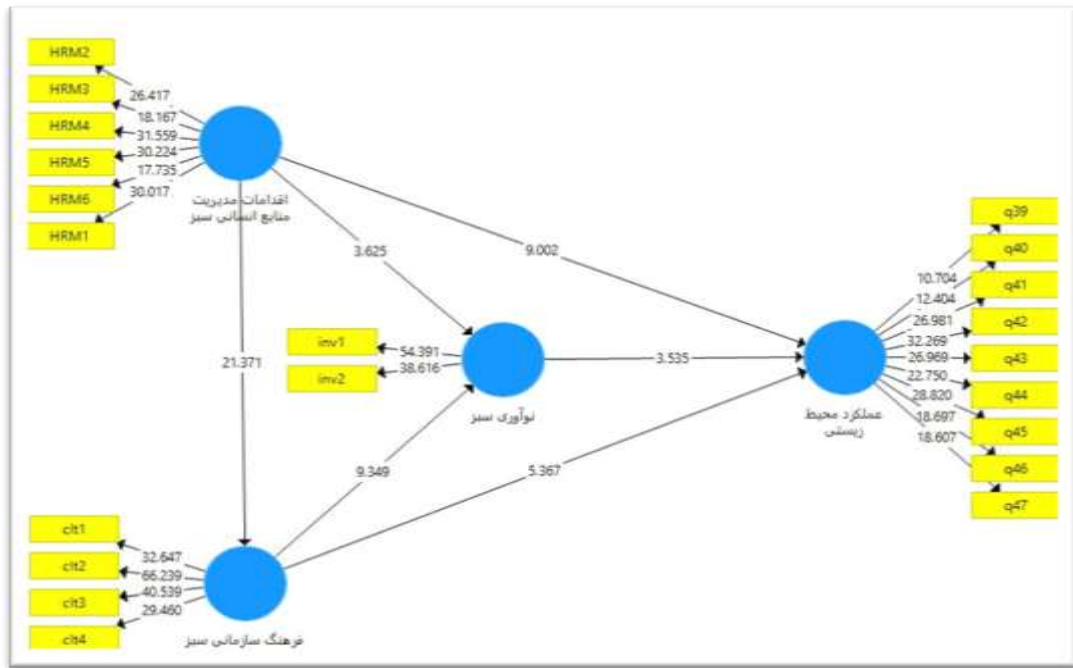 HRM2
HRM3
HRM4
HRM5
HRM6
HRM1
26.417
18.167
31.559
30.224
17.735
30.017
اقدامات مدیریت
منابع انسانی سبز
3.625
9.002
21.371
inv1
inv2
54.391
38.616
نوآوری سبز
3.535
9.349
5.367
clt1
clt2
clt3
clt4
32.647
66.239
40.539
29.460
فرهنگ سازمانی سبز
عملکرد محیط
زیستی
10.704
12.404
26.981
32.269
26.969
22.750
28.820
18.697
18.607
q39
q40
q41
q42
q43
q44
q45
q46
q47